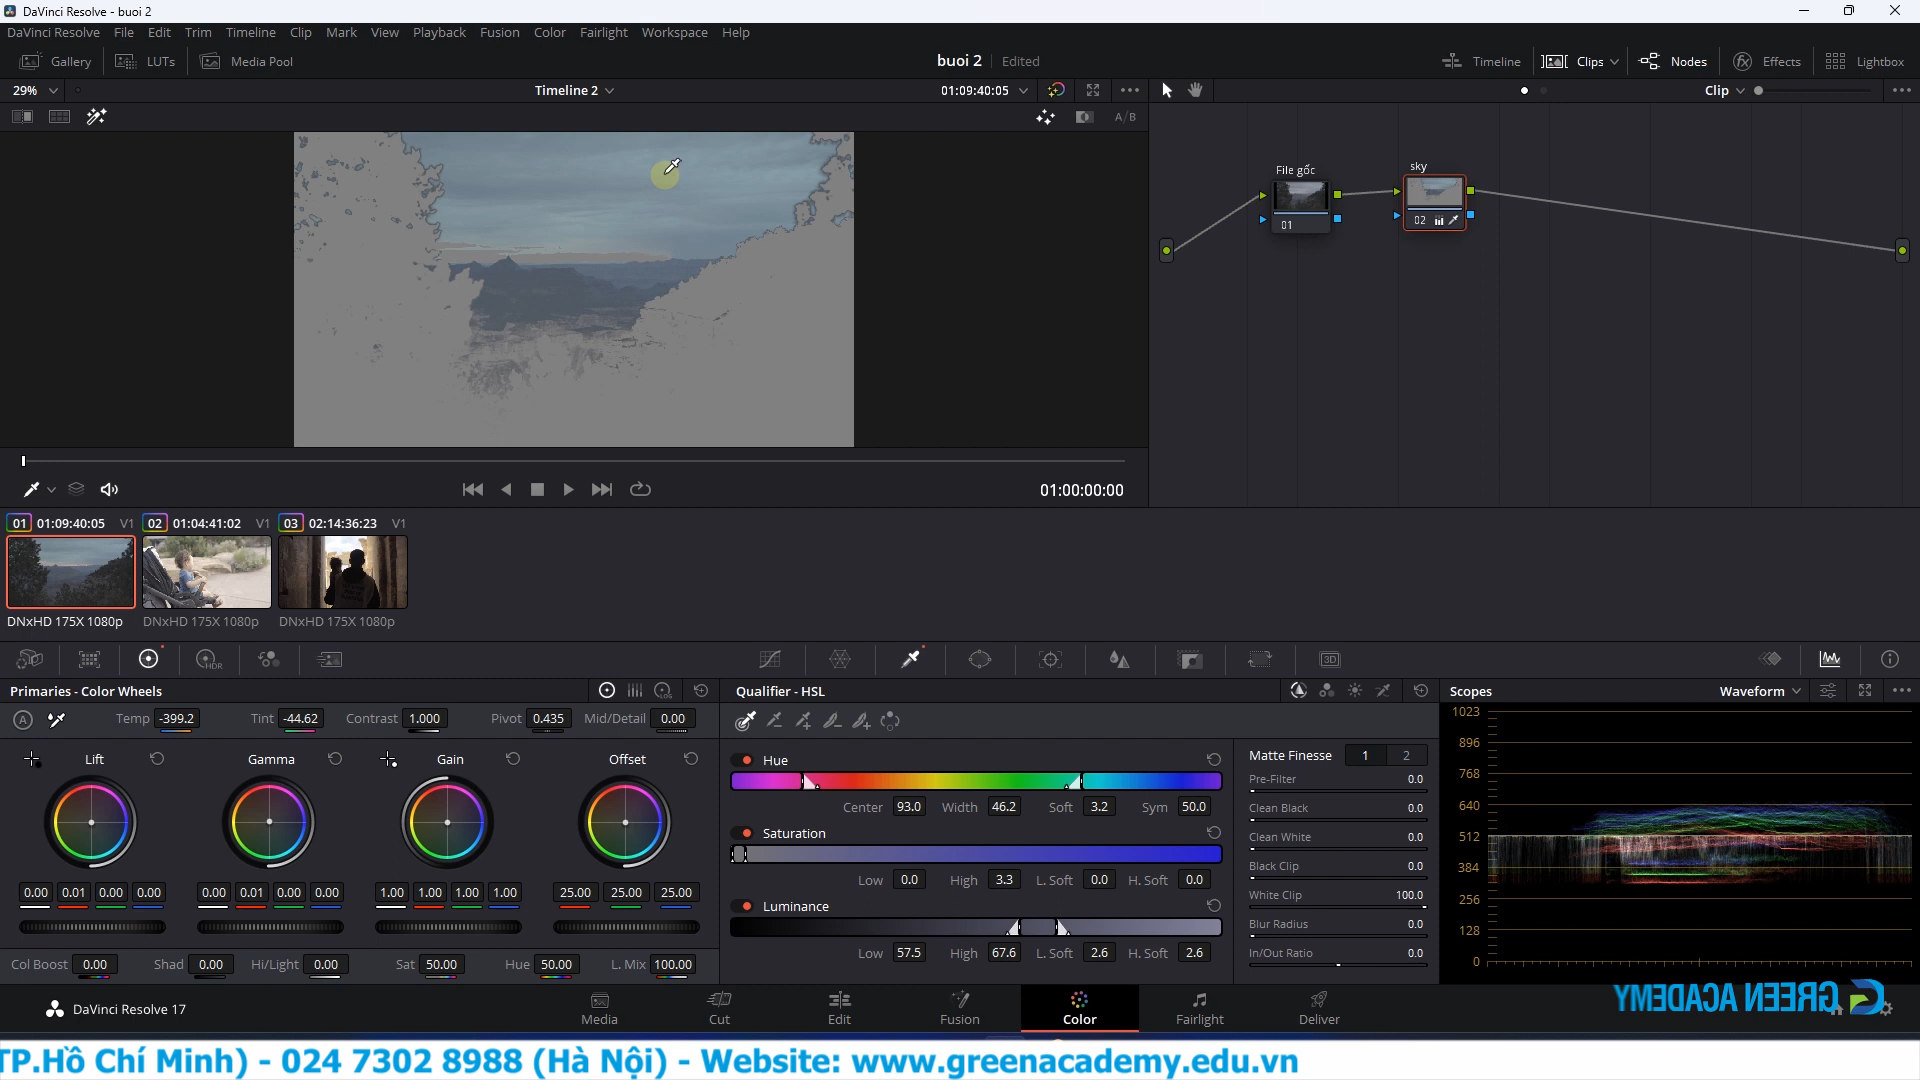 DaVinci Resolve - buoi 2
DaVinci Resolve File Edit Trim Timeline Clip Mark View Playback Fusion Color Fairlight Workspace Help
Gallery LUTs Media Pool buoi 2 Edited Timeline Clips Nodes fx Effects Lightbox
29% Timeline 2 01:09:40:05 Clip
A/B
File gốc sky
01 02
01:00:00:00
01 01:09:40:05 V1 02 01:04:41:02 V1 03 02:14:36:23 V1
DNxHD 175X 1080p DNxHD 175X 1080p DNxHD 175X 1080p
HDR 3D
Primaries - Color Wheels Qualifier - HSL Scopes Waveform
A Temp -399.2 Tint -44.62 Contrast 1.000 Pivot 0.435 Mid/Detail 0.00
Lift Gamma Gain Offset
0.00 0.01 0.00 0.00 0.00 0.01 0.00 0.00 1.00 1.00 1.00 1.00 25.00 25.00 25.00
Col Boost 0.00 Shad 0.00 Hi/Light 0.00 Sat 50.00 Hue 50.00 L. Mix 100.00
Hue
Center 93.0 Width 46.2 Soft 3.2 Sym 50.0
Saturation
Low 0.0 High 3.3 L. Soft 0.0 H. Soft 0.0
Luminance
Low 57.5 High 67.6 L. Soft 2.6 H. Soft 2.6
Matte Finesse 1 2
Pre-Filter 0.0
Clean Black 0.0
Clean White 0.0
Black Clip 0.0
White Clip 100.0
Blur Radius 0.0
In/Out Ratio 0.0
1023
896
768
640
512
384
256
128
0
GREEN ACADEMY
DaVinci Resolve 17 Media Cut Edit Fusion Color Fairlight Deliver
TP.Hồ Chí Minh) - 024 7302 8988 (Hà Nội) - Website: www.greenacademy.edu.vn